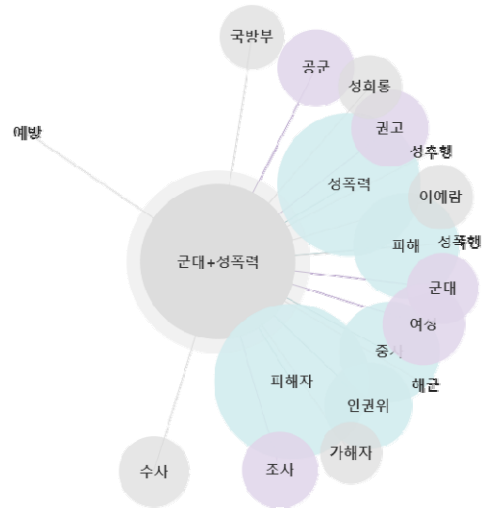 국방부
공군
성희롱
권고
예방
성추행
성폭력
이예람
피해
성폭행
군대+성폭력
군대
여성
중사
피해자
해군
인권위
가해자
수사
조사